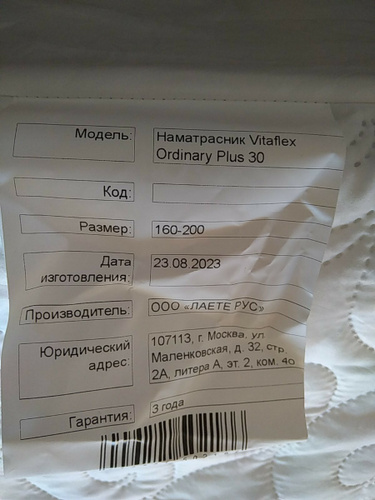 Модель: Наматрасник Vitaflex
Ordinary Plus 30
Код:
Размер: 160-200
Дата 23.08.2023
изготовления:
Производитель: ООО «ЛАЕТЕ РУС»
Юридический 107113, г. Москва, ул
адрес: Маленковская, д. 32, стр.
2А, литера А, эт. 2, ком. 4о
Гарантия: 3 года